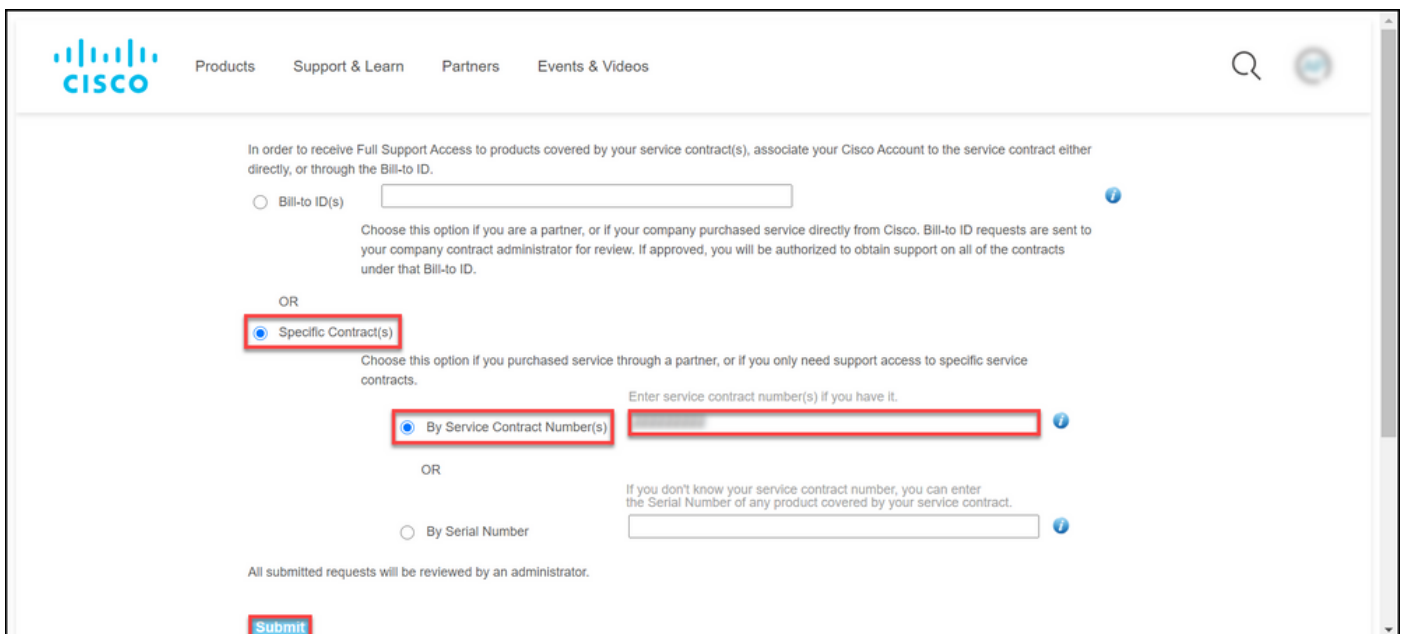 CISCO
Products Support & Learn Partners Events & Videos
In order to receive Full Support Access to products covered by your service contract(s), associate your Cisco Account to the service contract either
directly, or through the Bill-to ID.
Bill-to ID(s)
Choose this option if you are a partner, or if your company purchased service directly from Cisco. Bill-to ID requests are sent to
your company contract administrator for review. If approved, you will be authorized to obtain support on all of the contracts
under that Bill-to ID.
OR
Specific Contract(s)
Choose this option if you purchased service through a partner, or if you only need support access to specific service
contracts.
Enter service contract number(s) if you have it.
By Service Contract Number(s)
OR
If you don't know your service contract number, you can enter
the Serial Number of any product covered by your service contract.
By Serial Number
All submitted requests will be reviewed by an administrator.
Submit